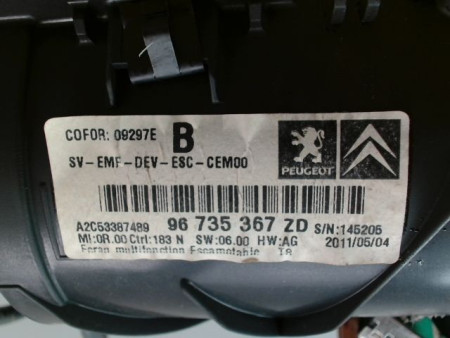 COFOR: 09297E B
SV-EMF-DEV-ESC-CEM00
PEUGEOT
A2C53387489 96 735 367 ZD S/N:145205
MI:0R.00 Ctrl:183 N SW:06.00 HW:AG 2011/05/04
Ecran multifonction Escamotable T8